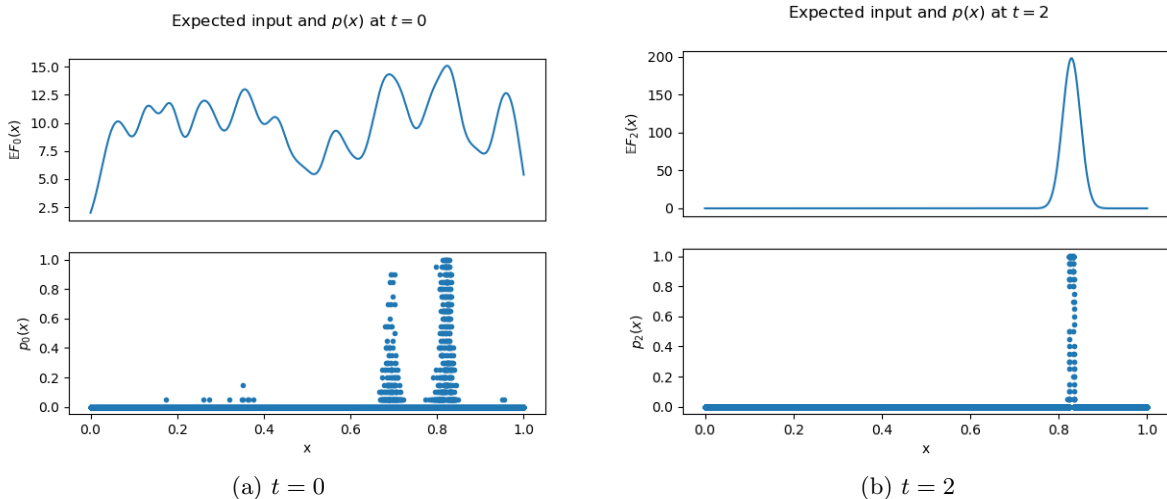 Expected input and p(x) at t = 0
15.0
12.5
10.0
7.5
5.0
2.5
𝔼F₀(x)
1.0
0.8
0.6
0.4
0.2
0.0
p₀(x)
0.0 0.2 0.4 0.6 0.8 1.0
x
(a) t = 0
Expected input and p(x) at t = 2
200
150
100
50
0
𝔼F₂(x)
1.0
0.8
0.6
0.4
0.2
0.0
p₂(x)
0.0 0.2 0.4 0.6 0.8 1.0
x
(b) t = 2